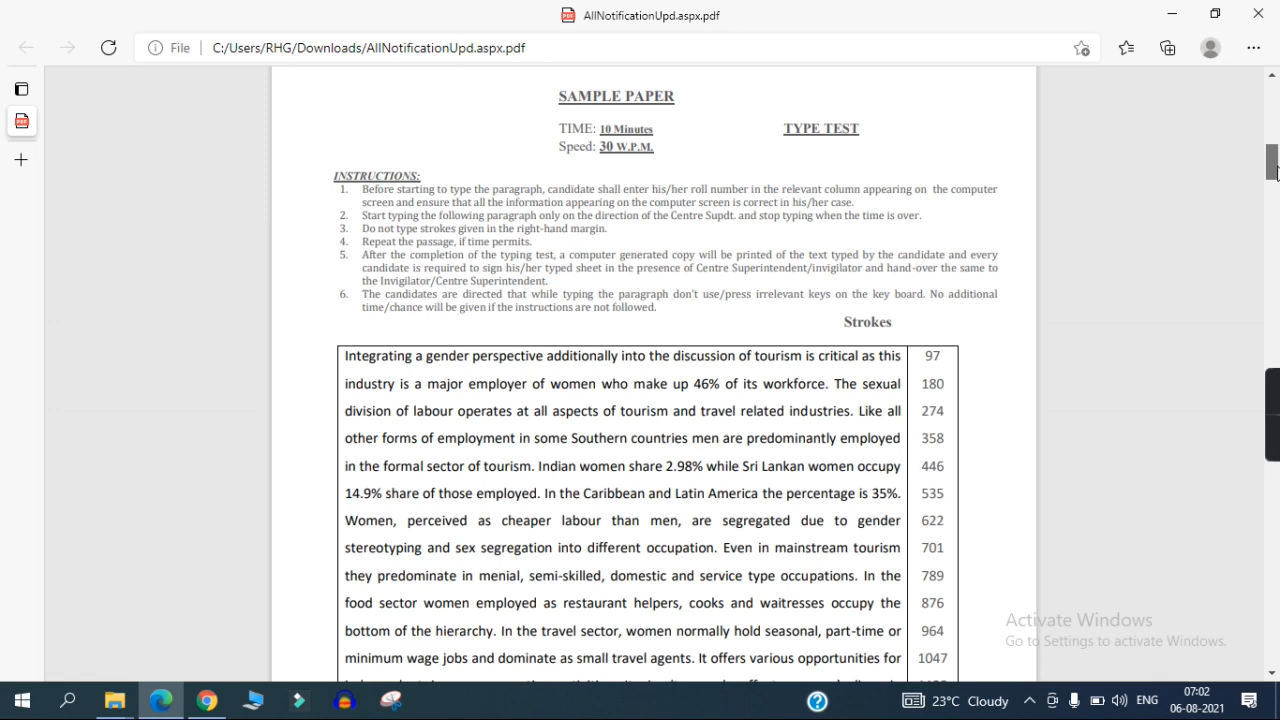 AllNotificationUpd.aspx.pdf
File
C:/Users/RHG/Downloads/AllNotificationUpd.aspx.pdf
SAMPLE PAPER
TIME: 10 Minutes
TYPE TEST
Speed: 30 W.P.M.
INSTRUCTIONS:
1. Before starting to type the paragraph, candidate shall enter his/her roll number in the relevant column appearing on the computer
screen and ensure that all the information appearing on the computer screen is correct in his/her case.
2. Start typing the following paragraph only on the direction of the Centre Supdt. and stop typing when the time is over.
3. Do not type strokes given in the right-hand margin.
4. Repeat the passage, if time permits.
5. After the completion of the typing test, a computer generated copy will be printed of the text typed by the candidate and every
candidate is required to sign his/her typed sheet in the presence of Centre Superintendent/invigilator and hand-over the same to
the Invigilator/Centre Superintendent.
6. The candidates are directed that while typing the paragraph don't use/press irrelevant keys on the key board. No additional
time/chance will be given if the instructions are not followed.
Strokes
Integrating a gender perspective additionally into the discussion of tourism is critical as this 97
industry is a major employer of women who make up 46% of its workforce. The sexual 180
division of labour operates at all aspects of tourism and travel related industries. Like all 274
other forms of employment in some Southern countries men are predominantly employed 358
in the formal sector of tourism. Indian women share 2.98% while Sri Lankan women occupy 446
14.9% share of those employed. In the Caribbean and Latin America the percentage is 35%. 535
Women, perceived as cheaper labour than men, are segregated due to gender 622
stereotyping and sex segregation into different occupation. Even in mainstream tourism 701
they predominate in menial, semi-skilled, domestic and service type occupations. In the 789
food sector women employed as restaurant helpers, cooks and waitresses occupy the 876
bottom of the hierarchy. In the travel sector, women normally hold seasonal, part-time or 964
minimum wage jobs and dominate as small travel agents. It offers various opportunities for 1047
Activate Windows
Go to Settings to activate Windows.
23°C Cloudy
ENG
07:02
06-08-2021